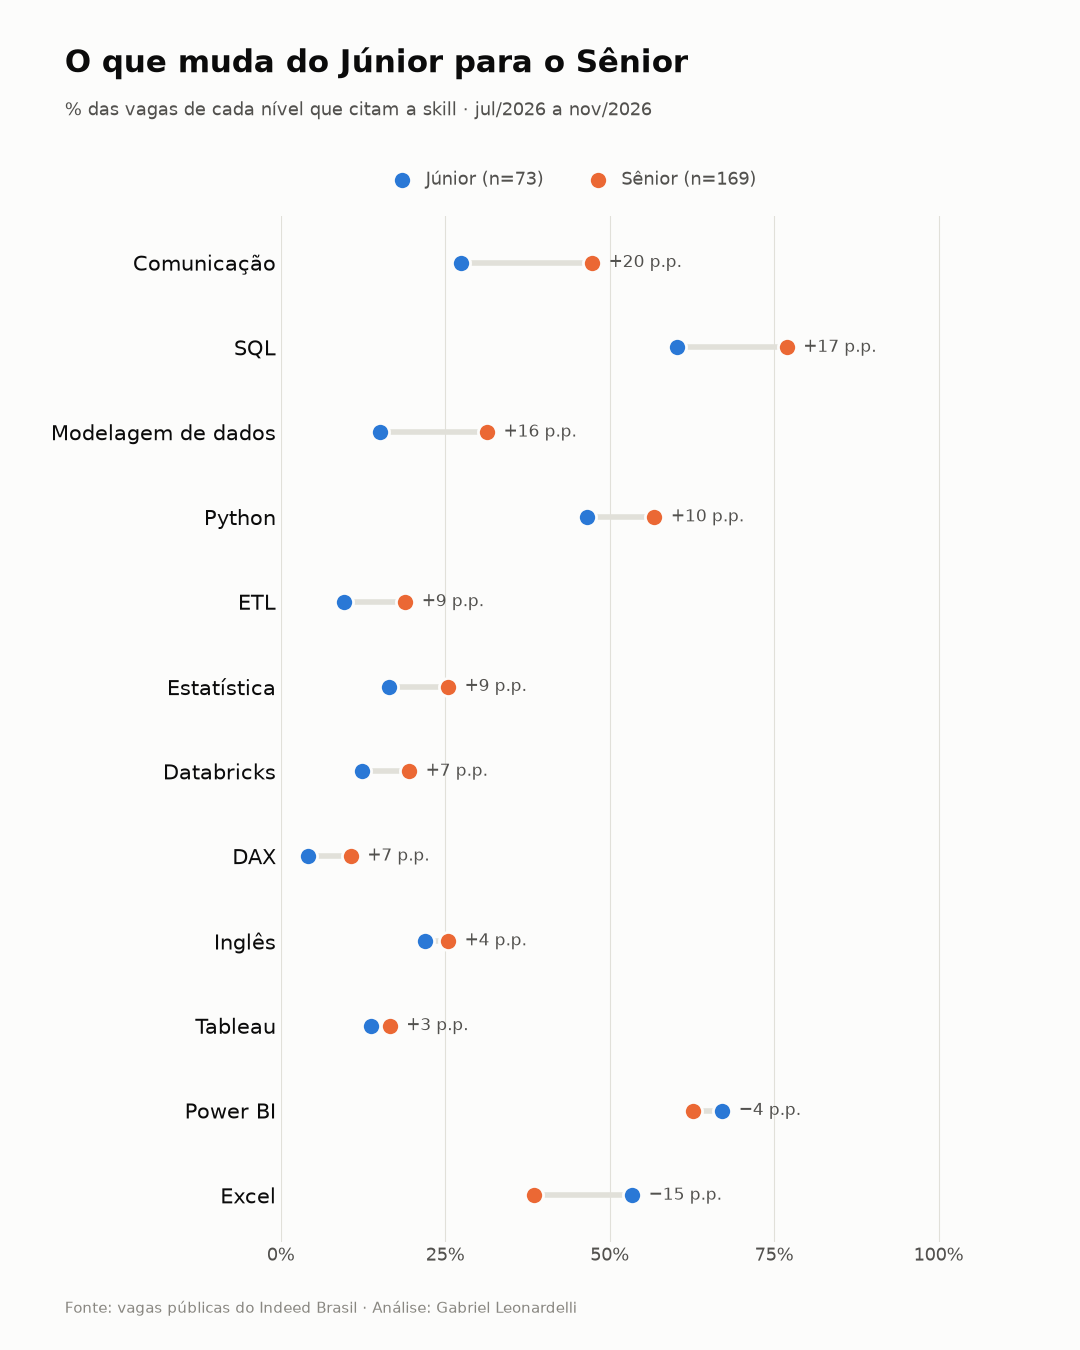 O que muda do Júnior para o Sênior
% das vagas de cada nível que citam a skill · jul/2026 a nov/2026
Júnior (n=73) Sênior (n=169)
Comunicação +20 p.p.
SQL +17 p.p.
Modelagem de dados +16 p.p.
Python +10 p.p.
ETL +9 p.p.
Estatística +9 p.p.
Databricks +7 p.p.
DAX +7 p.p.
Inglês +4 p.p.
Tableau +3 p.p.
Power BI −4 p.p.
Excel −15 p.p.
0% 25% 50% 75% 100%
Fonte: vagas públicas do Indeed Brasil · Análise: Gabriel Leonardelli